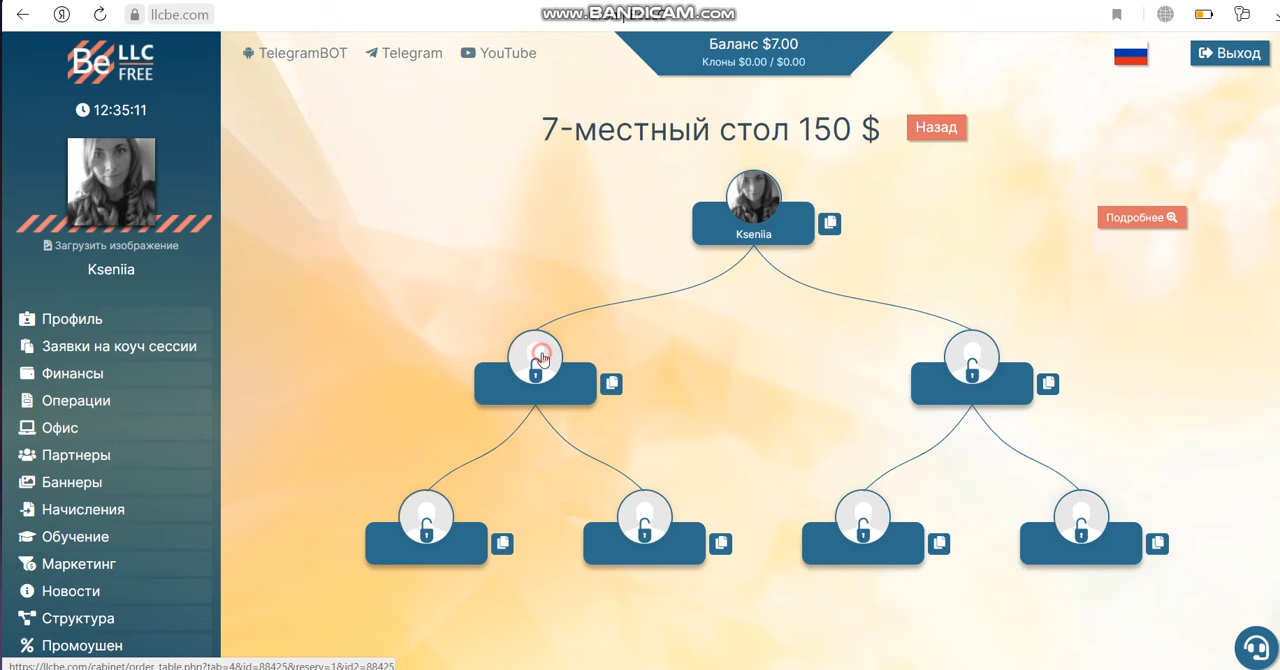 llcbe.com
www.BANDICAM.com
Be LLC FREE
TelegramBOT
Telegram
YouTube
Баланс $7.00
Клоны $0.00 / $0.00
Выход
12:35:11
7-местный стол 150 $
Назад
Kseniia
Подробнее
Загрузить изображение
Kseniia
Профиль
Заявки на коуч сессии
Финансы
Операции
Офис
Партнеры
Баннеры
Начисления
Обучение
Маркетинг
Новости
Структура
Промоушен
https://llcbe.com/cabinet/order_table.php?tab=4&id=88425&reserv=1&id2=88425